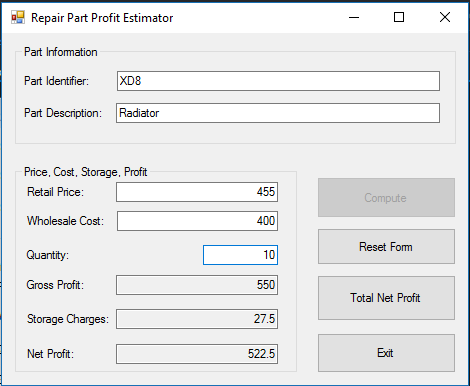 Repair Part Profit Estimator
Part Information
Part Identifier: XD8
Part Description: Radiator
Price, Cost, Storage, Profit
Retail Price: 455
Wholesale Cost: 400
Quantity: 10
Gross Profit: 550
Storage Charges: 27.5
Net Profit: 522.5
Compute
Reset Form
Total Net Profit
Exit